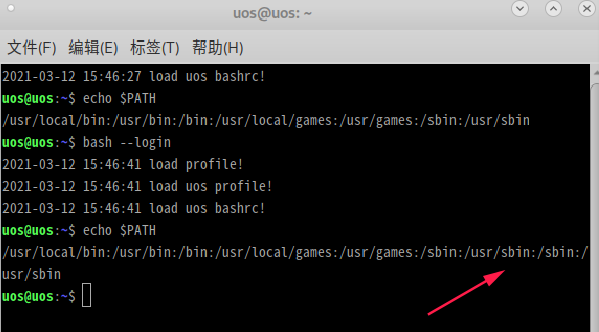 uos@uos: ~
文件(F) 编辑(E) 标签(T) 帮助(H)
2021-03-12 15:46:27 load uos bashrc!
uos@uos:~$ echo $PATH
/usr/local/bin:/usr/bin:/bin:/usr/local/games:/usr/games:/sbin:/usr/sbin
uos@uos:~$ bash --login
2021-03-12 15:46:41 load profile!
2021-03-12 15:46:41 load uos profile!
2021-03-12 15:46:41 load uos bashrc!
uos@uos:~$ echo $PATH
/usr/local/bin:/usr/bin:/bin:/usr/local/games:/usr/games:/sbin:/usr/sbin:/sbin:/
usr/sbin
uos@uos:~$